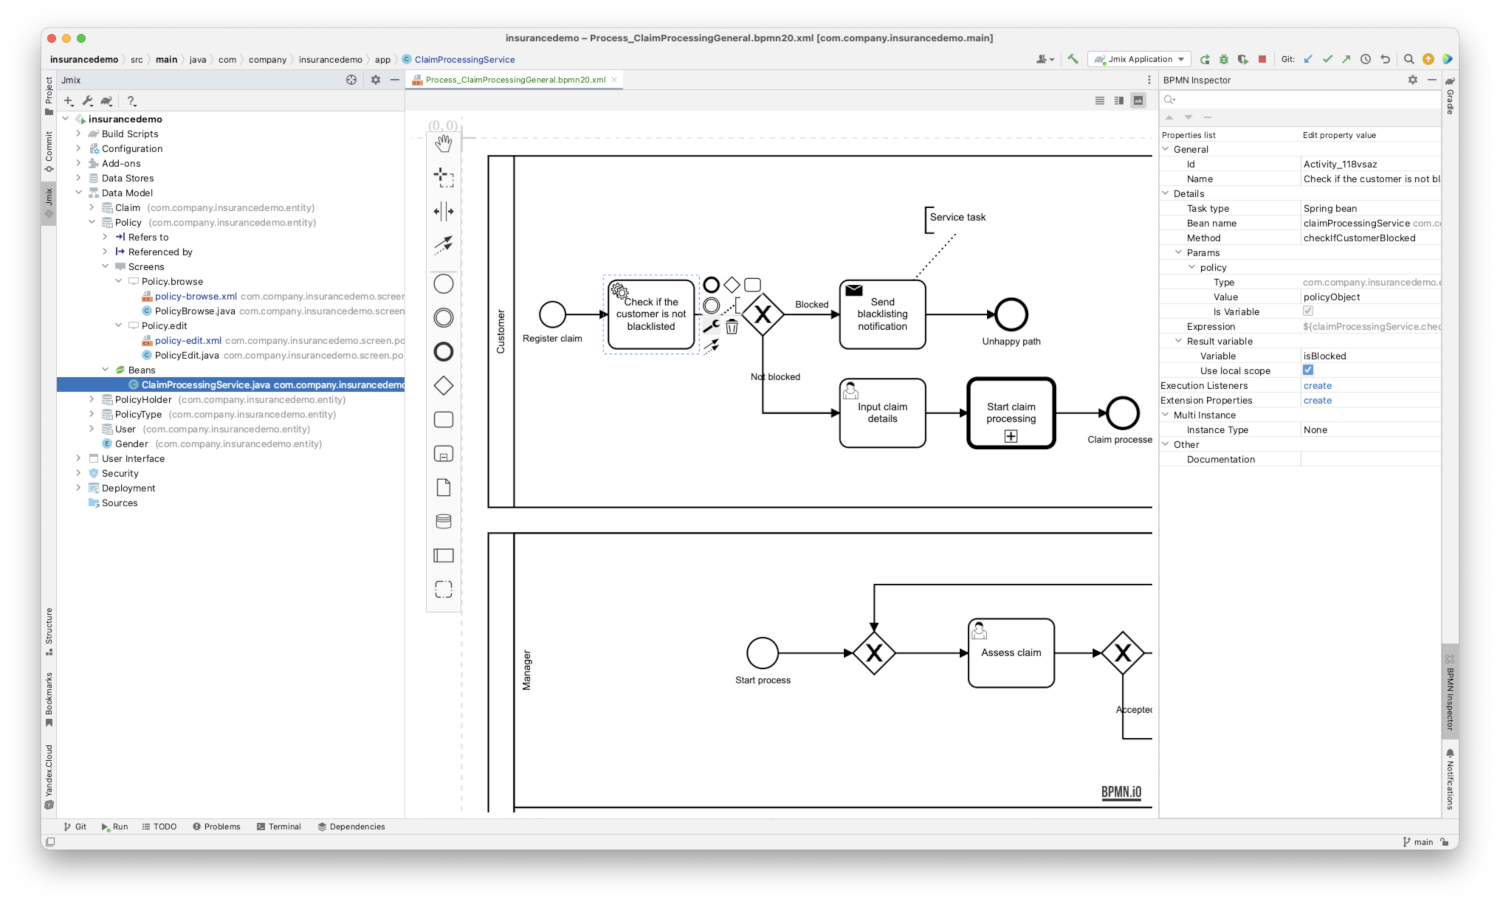 insurancedemo – Process_ClaimProcessingGeneral.bpmn20.xml [com.company.insurancedemo.main]
insurancedemo src main java com company insurancedemo app ClaimProcessingService
Jmix Application Git:
Jmix
Process_ClaimProcessingGeneral.bpmn20.xml
BPMN Inspector
Project
Commit
Jmix
Structure
Bookmarks
Yandex.Cloud
insurancedemo
Build Scripts
Configuration
Add-ons
Data Stores
Data Model
Claim (com.company.insurancedemo.entity)
Policy (com.company.insurancedemo.entity)
Refers to
Referenced by
Screens
Policy.browse
policy-browse.xml com.company.insurancedemo.screen
PolicyBrowse.java com.company.insurancedemo.screen
Policy.edit
policy-edit.xml com.company.insurancedemo.screen.po
PolicyEdit.java com.company.insurancedemo.screen.po
Beans
ClaimProcessingService.java com.company.insurancedemo
PolicyHolder (com.company.insurancedemo.entity)
PolicyType (com.company.insurancedemo.entity)
User (com.company.insurancedemo.entity)
Gender (com.company.insurancedemo.entity)
User Interface
Security
Deployment
Sources
(0, 0)
Customer
Register claim
Check if the
customer is not
blacklisted
Service task
Blocked
Send
blacklisting
notification
Unhappy path
Not blocked
Input claim
details
Start claim
processing
Claim processe
Manager
Start process
Assess claim
Accepted
BPMN.iO
Properties list Edit property value
General
Id Activity_118vsaz
Name Check if the customer is not bl
Details
Task type Spring bean
Bean name claimProcessingService com.c
Method checkIfCustomerBlocked
Params
policy
Type com.company.insurancedemo.e
Value policyObject
Is Variable
Expression ${claimProcessingService.chec
Result variable
Variable isBlocked
Use local scope
Execution Listeners create
Extension Properties create
Multi Instance
Instance Type None
Other
Documentation
Gradle
BPMN Inspector
Notifications
Git Run TODO Problems Terminal Dependencies
main